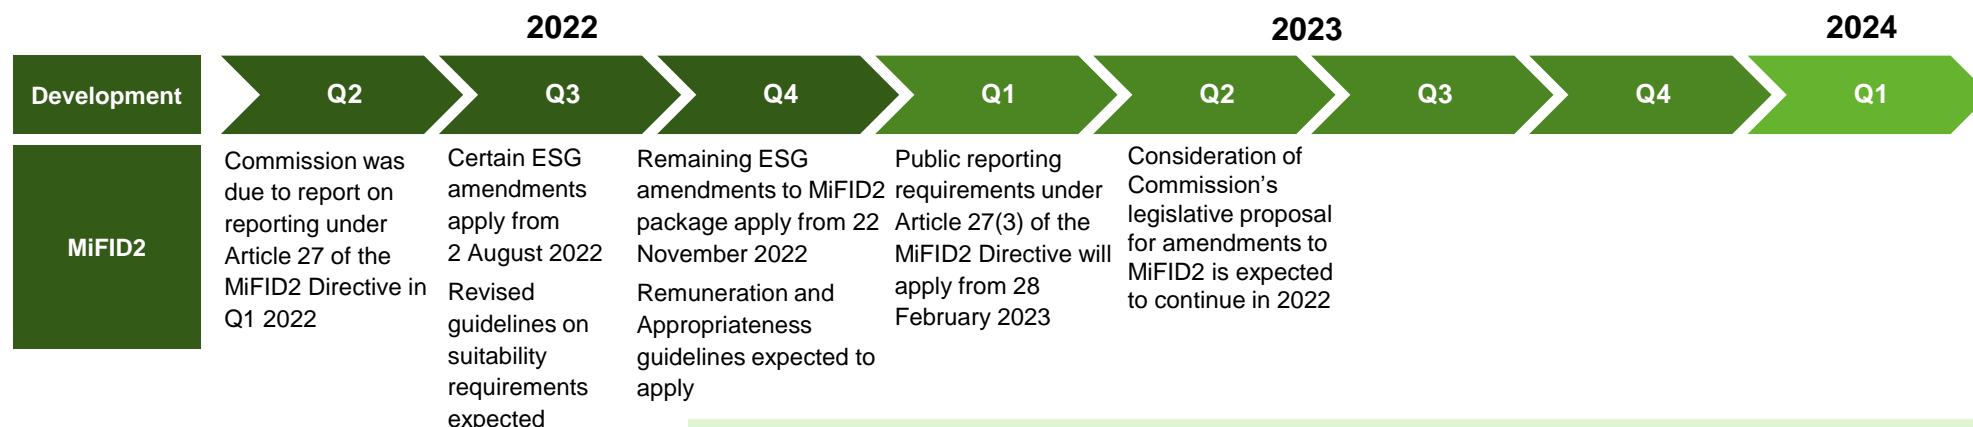 2022
2023
2024
Development
Q2
Q3
Q4
Q1
Q2
Q3
Q4
Q1
MiFID2
Commission was
due to report on
reporting under
Article 27 of the
MiFID2 Directive in
Q1 2022
Certain ESG
amendments
apply from
2 August 2022
Revised
guidelines on
suitability
requirements
expected
Remaining ESG
amendments to MiFID2
package apply from 22
November 2022
Remuneration and
Appropriateness
guidelines expected to
apply
Public reporting
requirements under
Article 27(3) of the
MiFID2 Directive will
apply from 28
February 2023
Consideration of
Commission's
legislative proposal
for amendments to
MiFID2 is expected
to continue in 2022